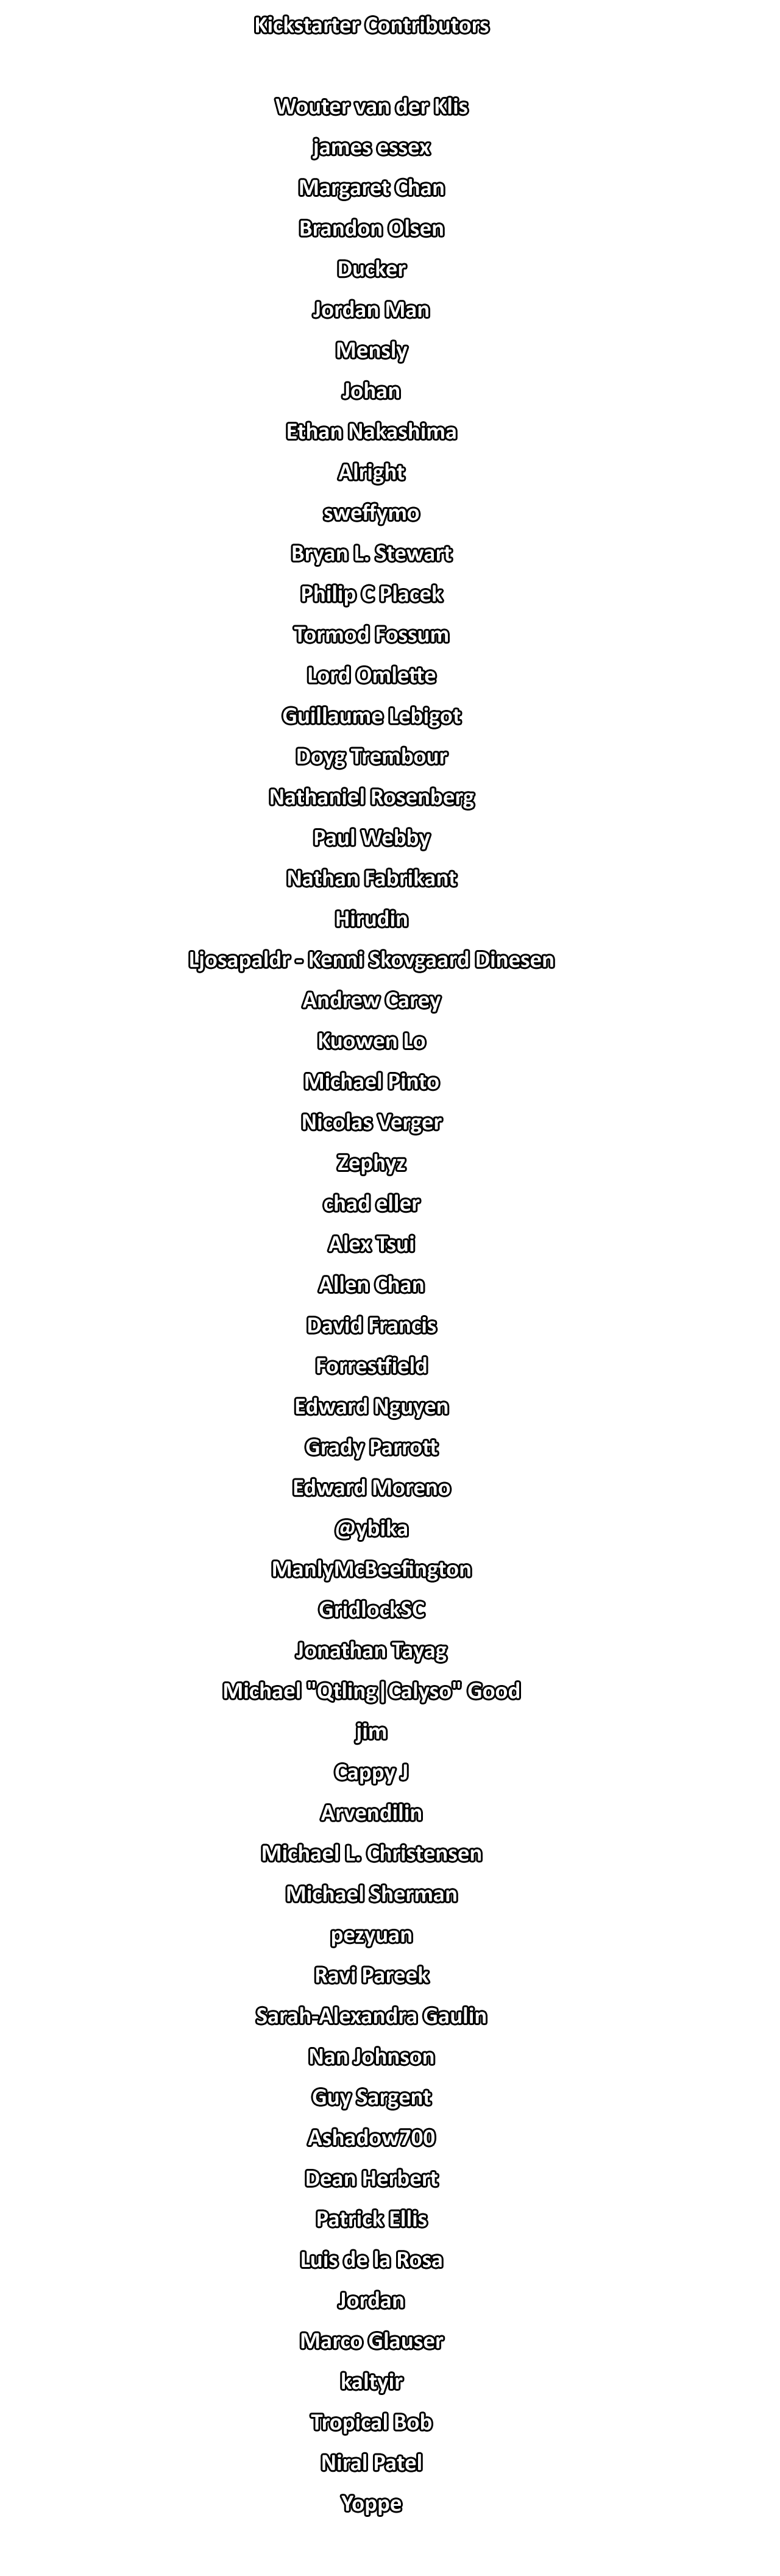 Kickstarter Contributors
Wouter van der Klis
james essex
Margaret Chan
Brandon Olsen
Ducker
Jordan Man
Mensly
Johan
Ethan Nakashima
Alright
sweffymo
Bryan L. Stewart
Philip C Placek
Tormod Fossum
Lord Omlette
Guillaume Lebigot
Doyg Trembour
Nathaniel Rosenberg
Paul Webby
Nathan Fabrikant
Hirudin
Ljosapaldr - Kenni Skovgaard Dinesen
Andrew Carey
Kuowen Lo
Michael Pinto
Nicolas Verger
Zephyz
chad eller
Alex Tsui
Allen Chan
David Francis
Forrestfield
Edward Nguyen
Grady Parrott
Edward Moreno
@ybika
ManlyMcBeefington
GridlockSC
Jonathan Tayag
Michael "Qtling|Calyso" Good
jim
Cappy J
Arvendilin
Michael L. Christensen
Michael Sherman
pezyuan
Ravi Pareek
Sarah-Alexandra Gaulin
Nan Johnson
Guy Sargent
Ashadow700
Dean Herbert
Patrick Ellis
Luis de la Rosa
Jordan
Marco Glauser
kaltyir
Tropical Bob
Niral Patel
Yoppe